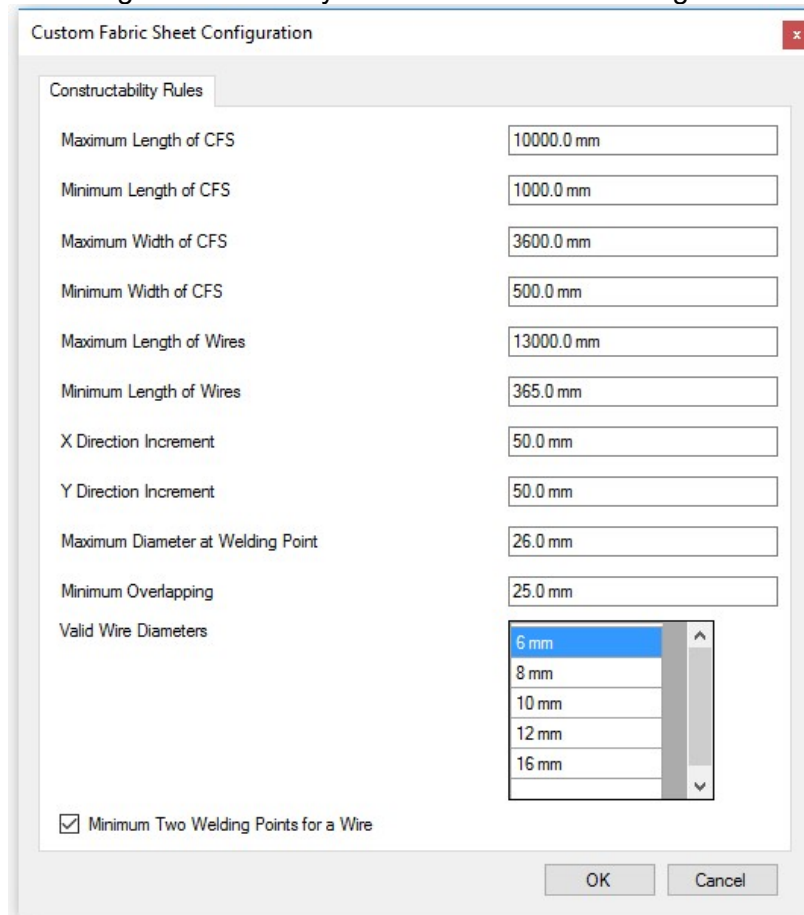 Custom Fabric Sheet Configuration
x
Constructability Rules
Maximum Length of CFS 10000.0 mm
Minimum Length of CFS 1000.0 mm
Maximum Width of CFS 3600.0 mm
Minimum Width of CFS 500.0 mm
Maximum Length of Wires 13000.0 mm
Minimum Length of Wires 365.0 mm
X Direction Increment 50.0 mm
Y Direction Increment 50.0 mm
Maximum Diameter at Welding Point 26.0 mm
Minimum Overlapping 25.0 mm
Valid Wire Diameters
6 mm
8 mm
10 mm
12 mm
16 mm
Minimum Two Welding Points for a Wire
OK Cancel